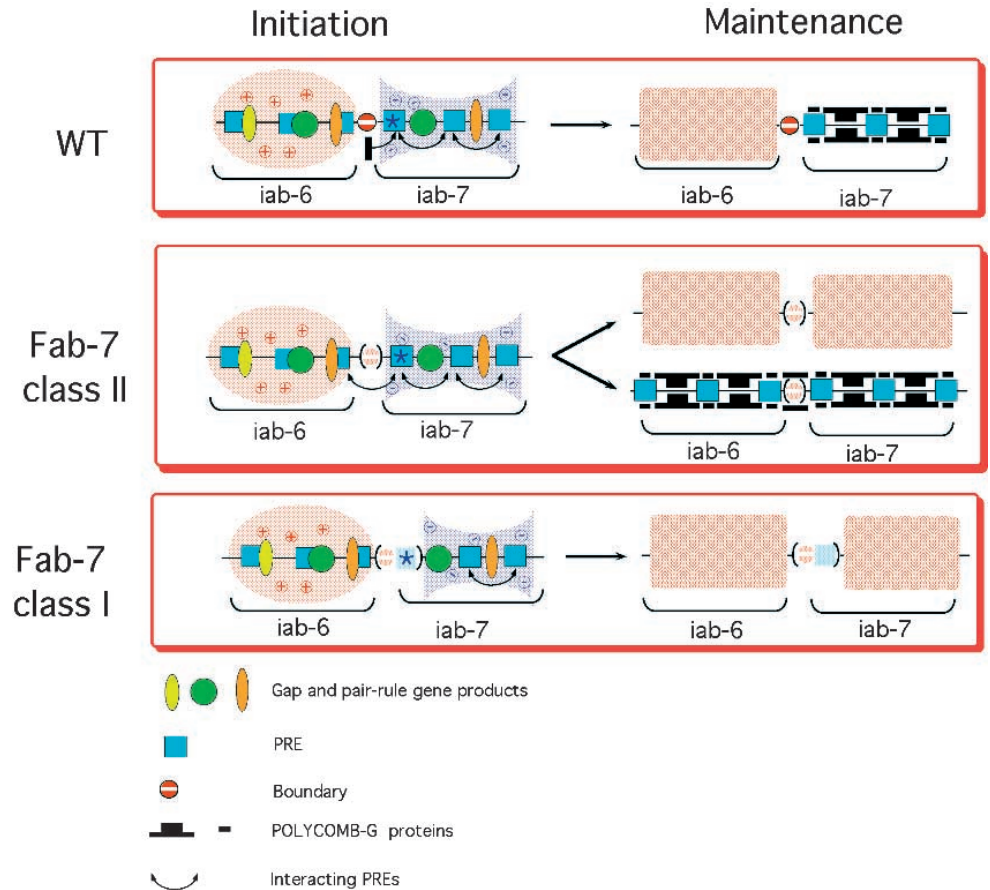 Initiation Maintenance
WT
iab-6 iab-7 iab-6 iab-7
Fab-7
class II
iab-6 iab-7 iab-6 iab-7
Fab-7
class I
iab-6 iab-7 iab-6 iab-7
Gap and pair-rule gene products
PRE
Boundary
POLYCOMB-G proteins
Interacting PREs